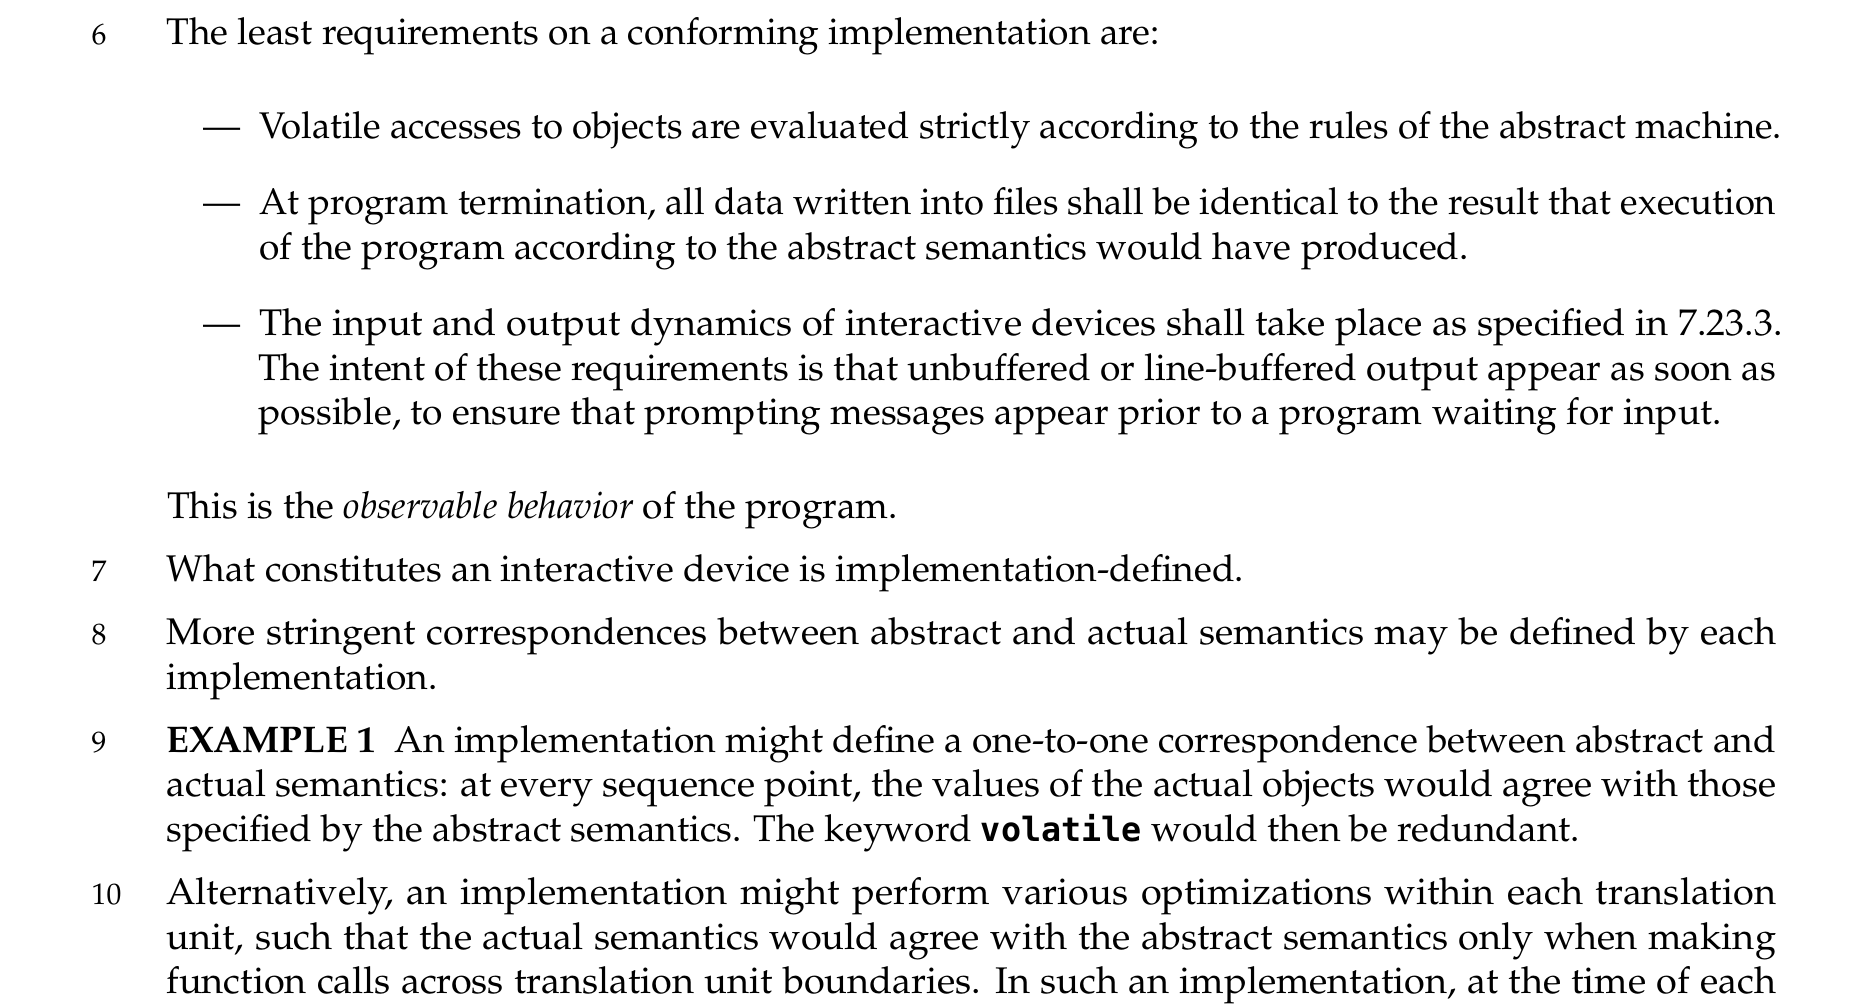 6 The least requirements on a conforming implementation are:
— Volatile accesses to objects are evaluated strictly according to the rules of the abstract machine.
— At program termination, all data written into files shall be identical to the result that execution
of the program according to the abstract semantics would have produced.
— The input and output dynamics of interactive devices shall take place as specified in 7.23.3.
The intent of these requirements is that unbuffered or line-buffered output appear as soon as
possible, to ensure that prompting messages appear prior to a program waiting for input.
This is the observable behavior of the program.
7 What constitutes an interactive device is implementation-defined.
8 More stringent correspondences between abstract and actual semantics may be defined by each
implementation.
9 EXAMPLE 1 An implementation might define a one-to-one correspondence between abstract and
actual semantics: at every sequence point, the values of the actual objects would agree with those
specified by the abstract semantics. The keyword volatile would then be redundant.
10 Alternatively, an implementation might perform various optimizations within each translation
unit, such that the actual semantics would agree with the abstract semantics only when making
function calls across translation unit boundaries. In such an implementation, at the time of each